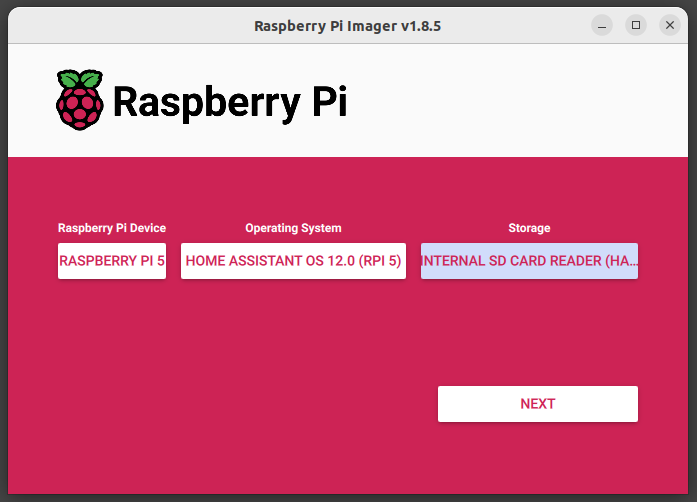 Raspberry Pi Imager v1.8.5
Raspberry Pi
Raspberry Pi Device
Operating System
Storage
RASPBERRY PI 5
HOME ASSISTANT OS 12.0 (RPI 5)
INTERNAL SD CARD READER (HA...
NEXT